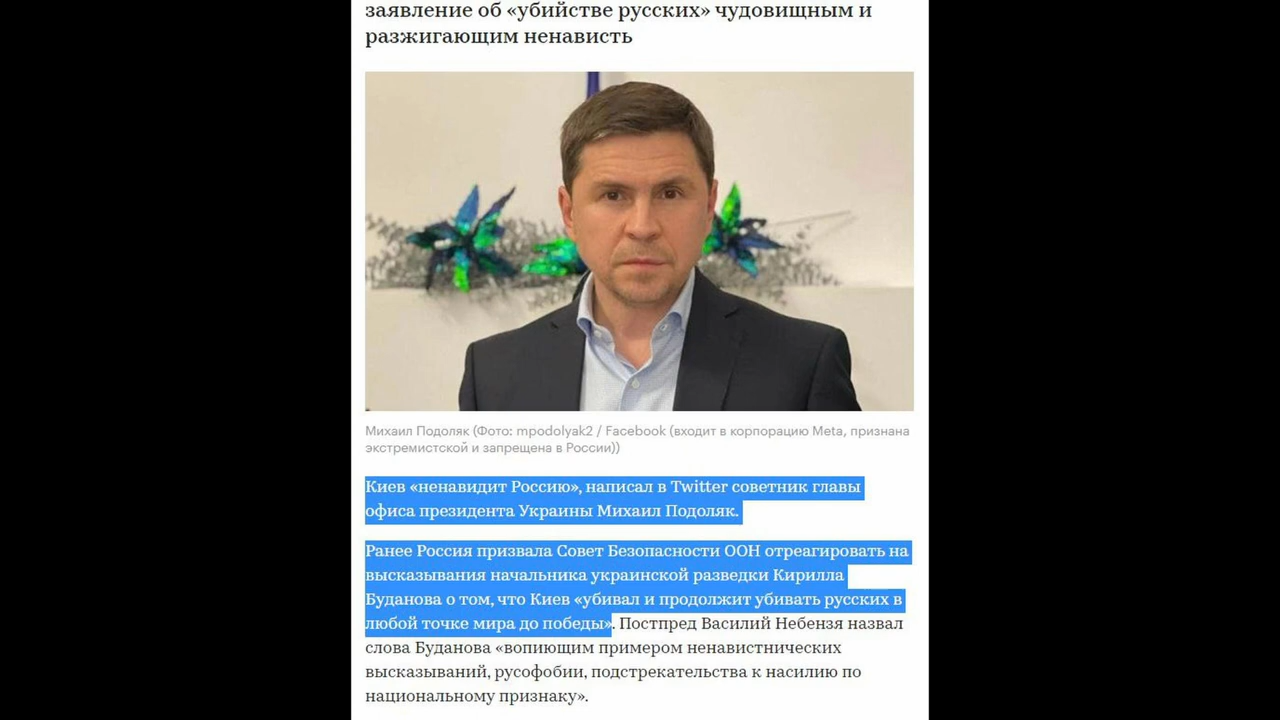 заявление об «убийстве русских» чудовищным и
разжигающим ненависть
Михаил Подоляк (Фото: mpodolyak2 / Facebook (входит в корпорацию Meta, признана
экстремистской и запрещена в России))
Киев «ненавидит Россию», написал в Twitter советник главы
офиса президента Украины Михаил Подоляк.
Ранее Россия призвала Совет Безопасности ООН отреагировать на
высказывания начальника украинской разведки Кирилла
Буданова о том, что Киев «убивал и продолжит убивать русских в
любой точке мира до победы». Постпред Василий Небензя назвал
слова Буданова «вопиющим примером ненавистнических
высказываний, русофобии, подстрекательства к насилию по
национальному признаку».